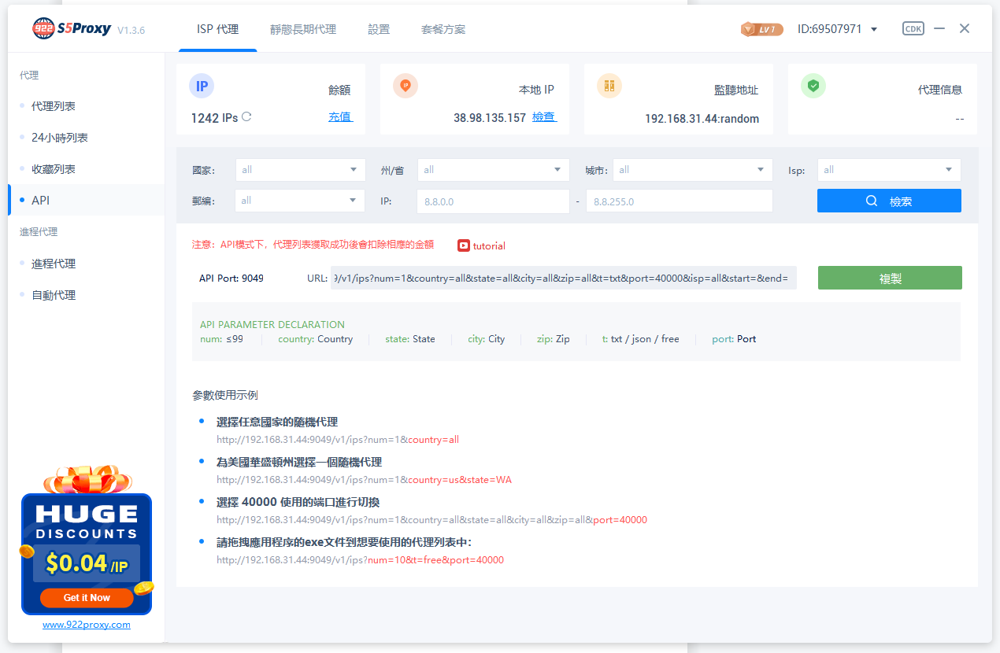 922 S5Proxy V1.3.6
ISP 代理
靜態長期代理
設置
套餐方案
LV 1
ID:69507971
CDK
代理
代理列表
24小時列表
收藏列表
API
進程代理
進程代理
自動代理
IP
餘額
1242 IPs
充值
IP
本地 IP
38.98.135.157 檢查
監聽地址
192.168.31.44:random
代理信息
--
國家: all
州/省 all
城市: all
Isp: all
郵編: all
IP: 8.8.0.0 - 8.8.255.0
檢索
注意：API模式下，代理列表獲取成功後會扣除相應的金額
tutorial
API Port: 9049
URL: 9/v1/ips?num=1&country=all&state=all&city=all&zip=all&t=txt&port=40000&isp=all&start=&end=
複製
API PARAMETER DECLARATION
num: ≤99 country: Country state: State city: City zip: Zip t: txt / json / free port: Port
參數使用示例
選擇任意國家的隨機代理
http://192.168.31.44:9049/v1/ips?num=1&country=all
為美國華盛頓州選擇一個隨機代理
http://192.168.31.44:9049/v1/ips?num=1&country=us&state=WA
選擇 40000 使用的端口進行切換
http://192.168.31.44:9049/v1/ips?num=1&country=all&state=all&city=all&zip=all&port=40000
請拖拽應用程序的exe文件到想要使用的代理列表中：
http://192.168.31.44:9049/v1/ips?num=10&t=free&port=40000
HUGE
DISCOUNTS
$0.04 /IP
Get it Now
www.922proxy.com